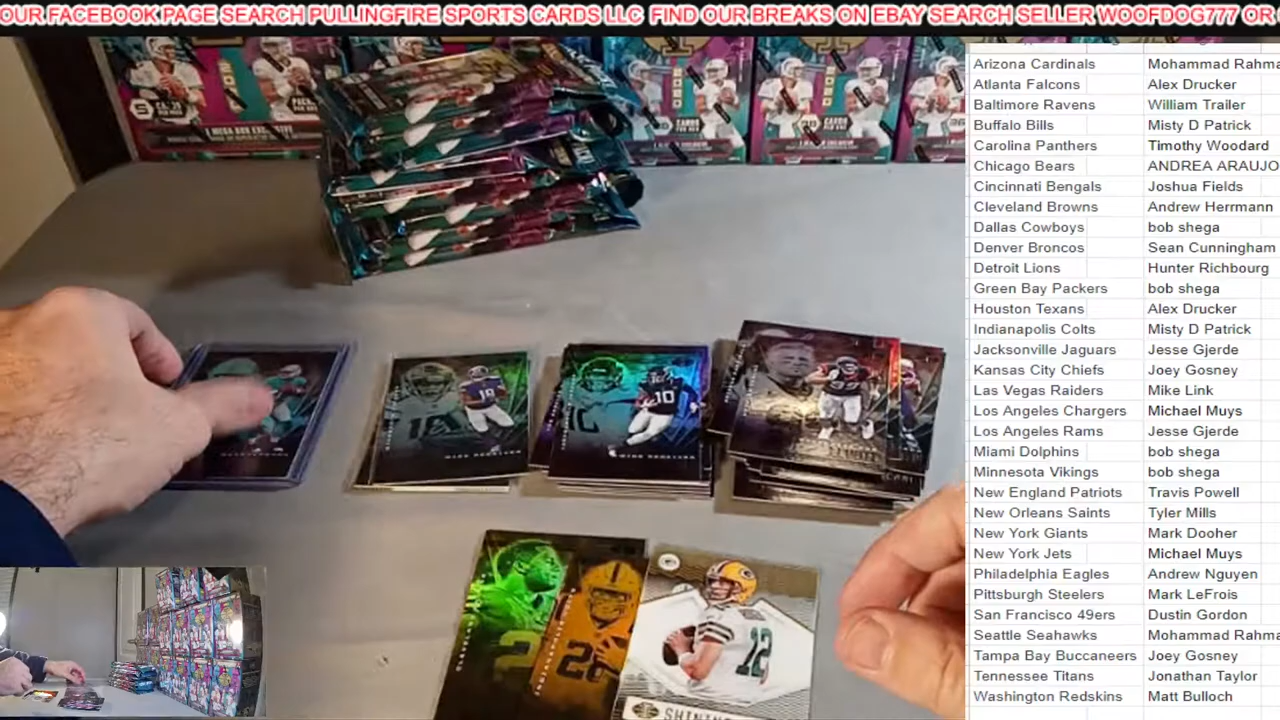 OUR FACEBOOK PAGE SEARCH PULLINGFIRE SPORTS CARDS LLC FIND OUR BREAKS ON EBAY SEARCH SELLER WOOFDOG777 OR
Arizona Cardinals Mohammad Rahma
Atlanta Falcons Alex Drucker
Baltimore Ravens William Trailer
Buffalo Bills Misty D Patrick
Carolina Panthers Timothy Woodard
Chicago Bears ANDREA ARAUJO
Cincinnati Bengals Joshua Fields
Cleveland Browns Andrew Herrmann
Dallas Cowboys bob shega
Denver Broncos Sean Cunningham
Detroit Lions Hunter Richbourg
Green Bay Packers bob shega
Houston Texans Alex Drucker
Indianapolis Colts Misty D Patrick
Jacksonville Jaguars Jesse Gjerde
Kansas City Chiefs Joey Gosney
Las Vegas Raiders Mike Link
Los Angeles Chargers Michael Muys
Los Angeles Rams Jesse Gjerde
Miami Dolphins bob shega
Minnesota Vikings bob shega
New England Patriots Travis Powell
New Orleans Saints Tyler Mills
New York Giants Mark Dooher
New York Jets Michael Muys
Philadelphia Eagles Andrew Nguyen
Pittsburgh Steelers Mark LeFrois
San Francisco 49ers Dustin Gordon
Seattle Seahawks Mohammad Rahma
Tampa Bay Buccaneers Joey Gosney
Tennessee Titans Jonathan Taylor
Washington Redskins Matt Bulloch
18
10
12